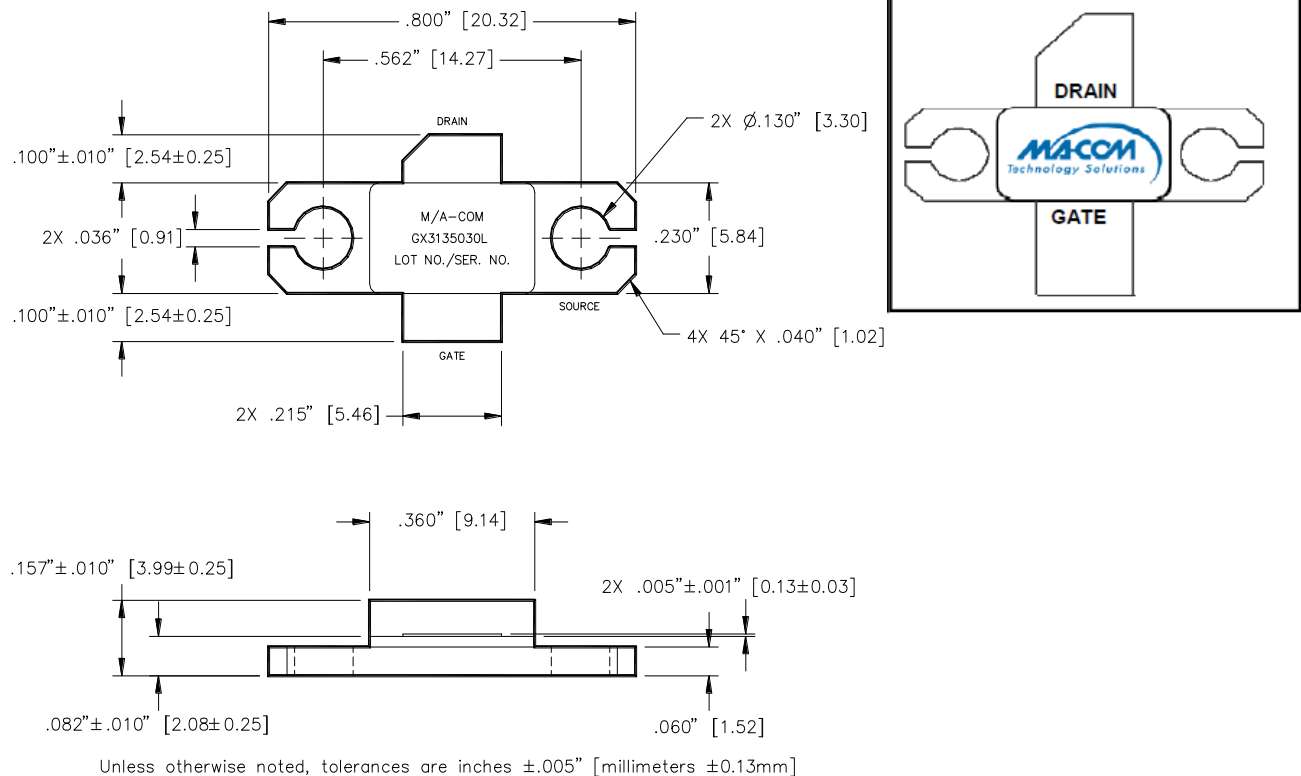 .800" [20.32]
.562" [14.27]
DRAIN
2X Ø.130" [3.30]
.100"±.010" [2.54±0.25]
M/A-COM
GX3135030L
LOT NO./SER. NO.
2X .036" [0.91]
.230" [5.84]
.100"±.010" [2.54±0.25]
SOURCE
4X 45° X .040" [1.02]
GATE
2X .215" [5.46]
DRAIN
MACOM
Technology Solutions
GATE
.360" [9.14]
.157"±.010" [3.99±0.25]
2X .005"±.001" [0.13±0.03]
.082"±.010" [2.08±0.25]
.060" [1.52]
Unless otherwise noted, tolerances are inches ±.005" [millimeters ±0.13mm]